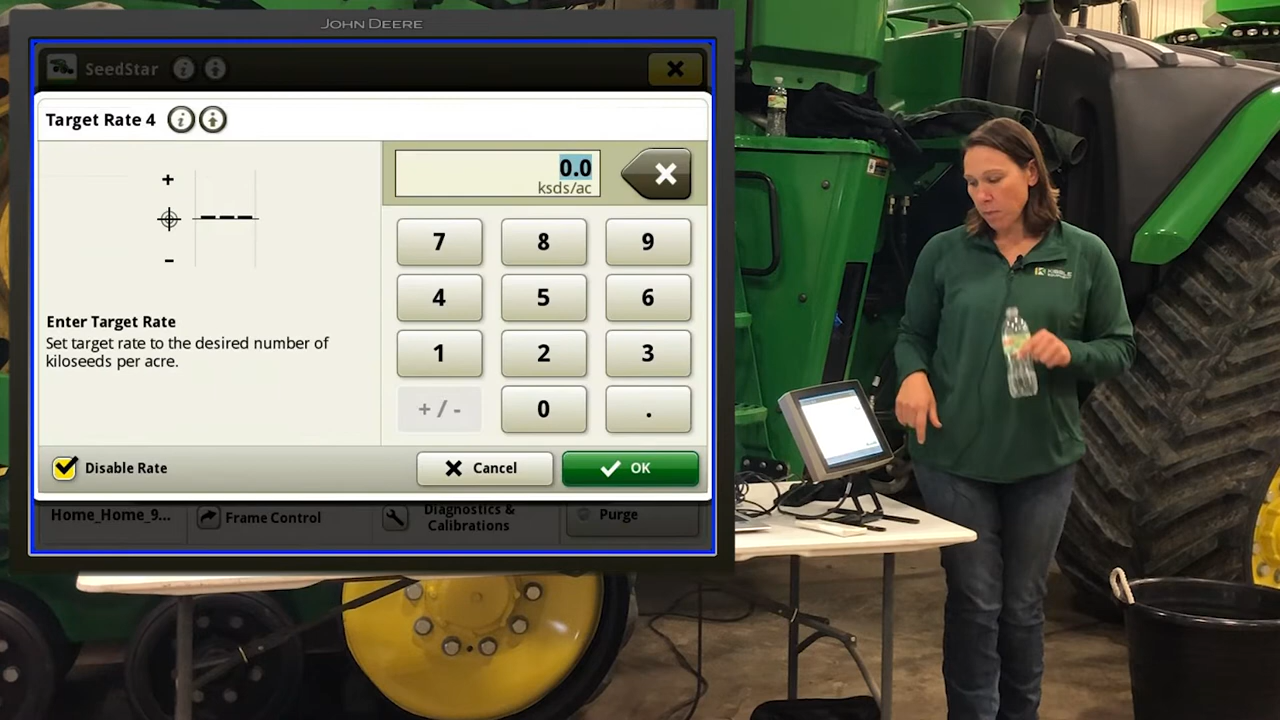 JOHN DEERE
SeedStar
Target Rate 4
+
-
0.0
ksds/ac
7 8 9
4 5 6
1 2 3
+ / - 0 .
Enter Target Rate
Set target rate to the desired number of
kiloseeds per acre.
Disable Rate
Cancel
OK
Home_Home_9...
Frame Control
Diagnostics &
Calibrations
Purge
KIBBLE